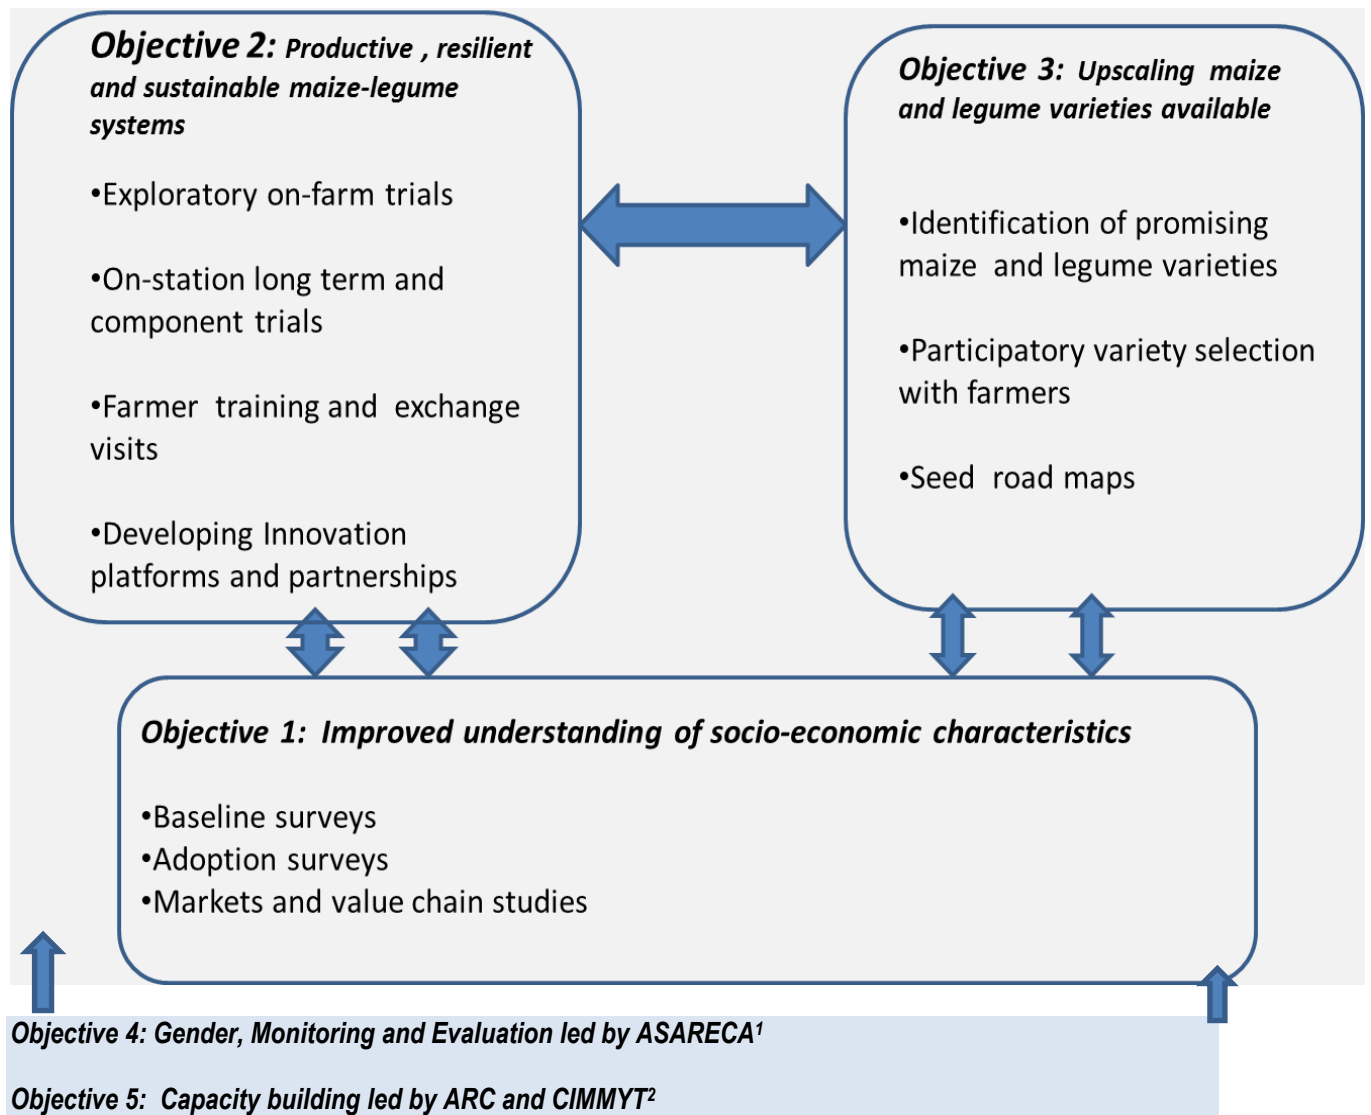 Objective 2: Productive , resilient
and sustainable maize-legume
systems
•Exploratory on-farm trials
•On-station long term and
component trials
•Farmer training and exchange
visits
•Developing Innovation
platforms and partnerships
Objective 3: Upscaling maize
and legume varieties available
•Identification of promising
maize and legume varieties
•Participatory variety selection
with farmers
•Seed road maps
Objective 1: Improved understanding of socio-economic characteristics
•Baseline surveys
•Adoption surveys
•Markets and value chain studies
Objective 4: Gender, Monitoring and Evaluation led by ASARECA¹
Objective 5: Capacity building led by ARC and CIMMYT²